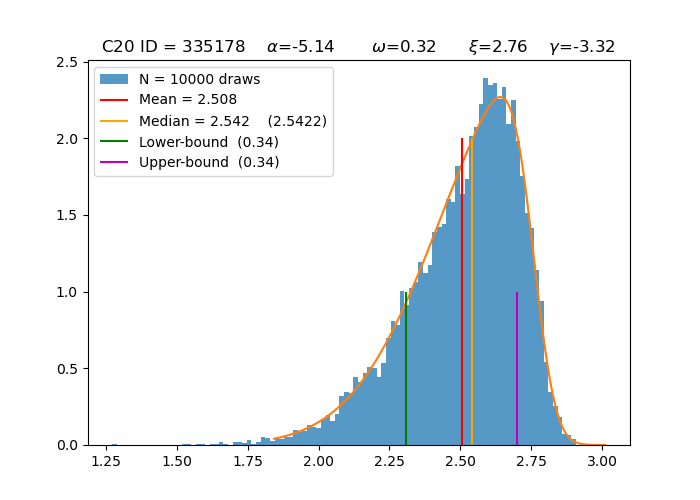 C20 ID = 335178 α=-5.14 ω=0.32 ξ=2.76 γ=-3.32
N = 10000 draws
Mean = 2.508
Median = 2.542 (2.5422)
Lower-bound (0.34)
Upper-bound (0.34)
2.5
2.0
1.5
1.0
0.5
0.0
1.25 1.50 1.75 2.00 2.25 2.50 2.75 3.00